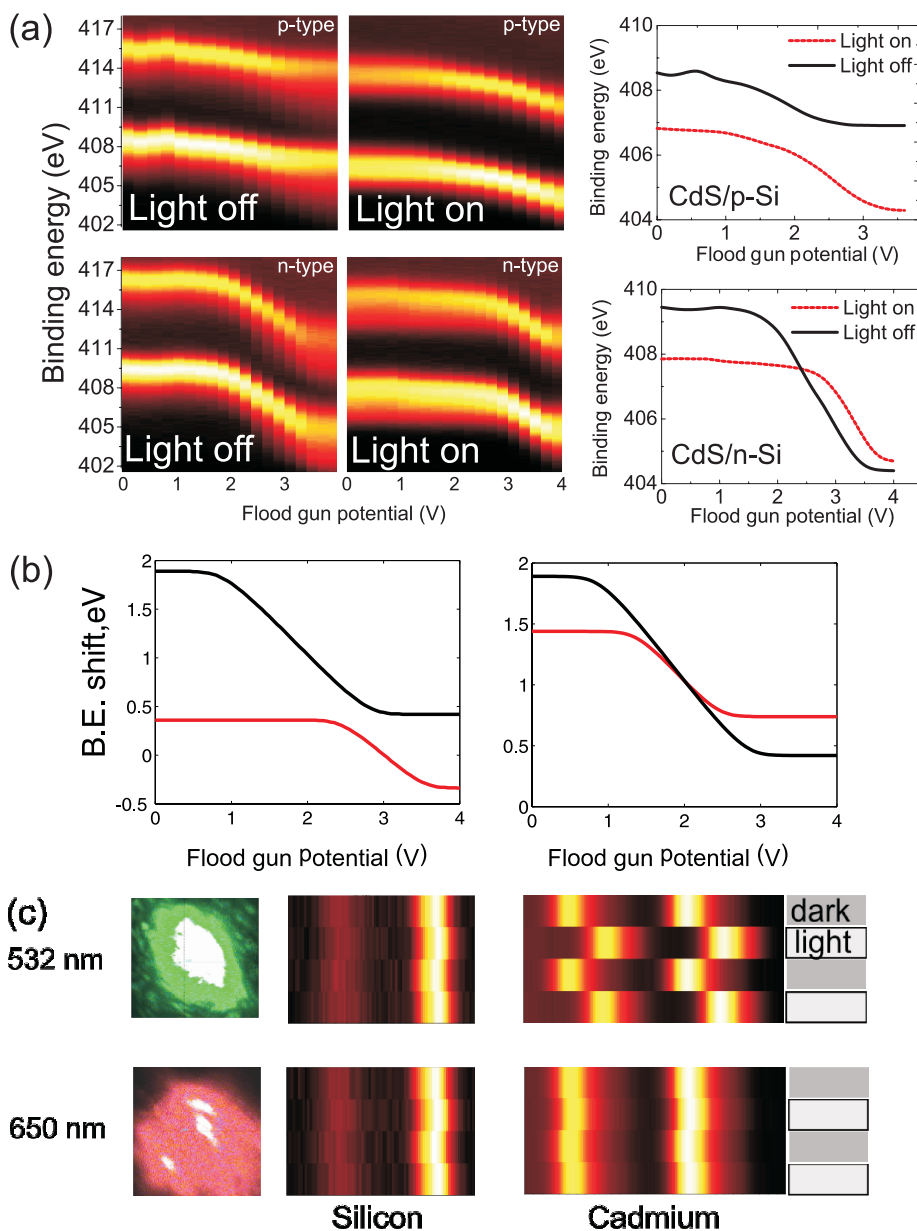 (a)
Binding energy (eV)
417
414
411
408
405
402
p-type
Light off
p-type
Light on
417
414
411
408
405
402
n-type
Light off
n-type
Light on
0 1 2 3 0 1 2 3 4
Flood gun potential (V)
Binding energy (eV)
410
408
406
404
Light on
Light off
CdS/p-Si
0 1 2 3
Flood gun potential (V)
Binding energy (eV)
410
408
406
404
Light on
Light off
CdS/n-Si
0 1 2 3 4
Flood gun potential (V)
(b)
B.E. shift,eV
2
1.5
1
0.5
0
-0.5
0 1 2 3 4
Flood gun potential (V)
2
1.5
1
0.5
0
0 1 2 3 4
Flood gun potential (V)
(c)
532 nm
dark
light
650 nm
Silicon
Cadmium